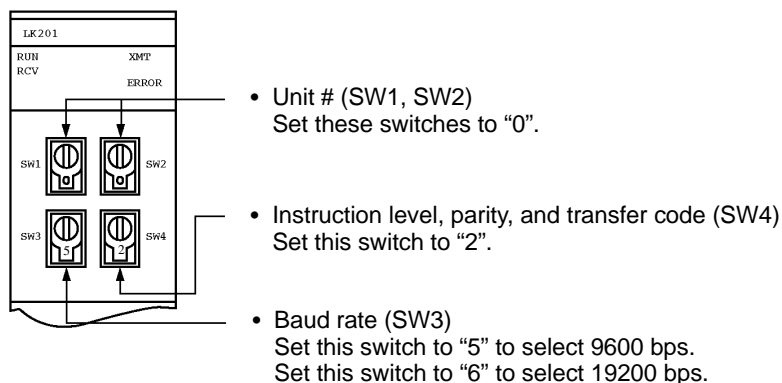 LK201
RUN XMT
RCV
ERROR
• Unit # (SW1, SW2)
Set these switches to “0”.
SW1 0 0 SW2
• Instruction level, parity, and transfer code (SW4)
Set this switch to “2”.
SW3 5 2 SW4
• Baud rate (SW3)
Set this switch to “5” to select 9600 bps.
Set this switch to “6” to select 19200 bps.